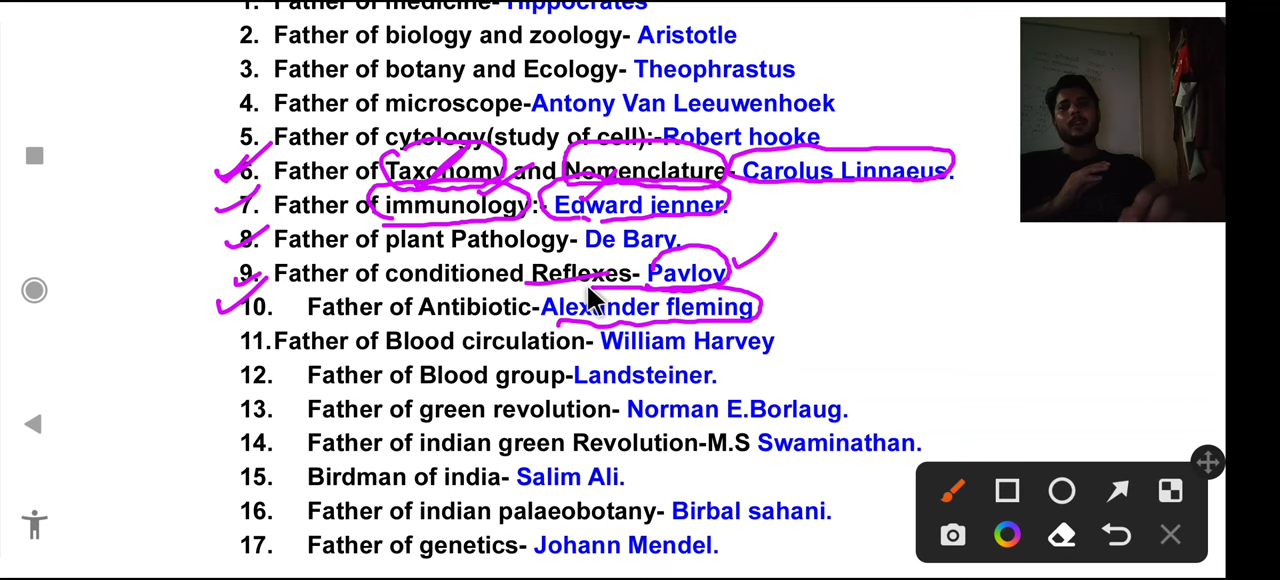 1. Father of medicine- Hippocrates
2. Father of biology and zoology- Aristotle
3. Father of botany and Ecology- Theophrastus
4. Father of microscope-Antony Van Leeuwenhoek
5. Father of cytology(study of cell):-Robert hooke
6. Father of Taxonomy and Nomenclature- Carolus Linnaeus.
7. Father of immunology:- Edward jenner.
8. Father of plant Pathology- De Bary.
9. Father of conditioned Reflexes- Pavlov
10. Father of Antibiotic-Alexander fleming
11. Father of Blood circulation- William Harvey
12. Father of Blood group-Landsteiner.
13. Father of green revolution- Norman E.Borlaug.
14. Father of indian green Revolution-M.S Swaminathan.
15. Birdman of india- Salim Ali.
16. Father of indian palaeobotany- Birbal sahani.
17. Father of genetics- Johann Mendel.